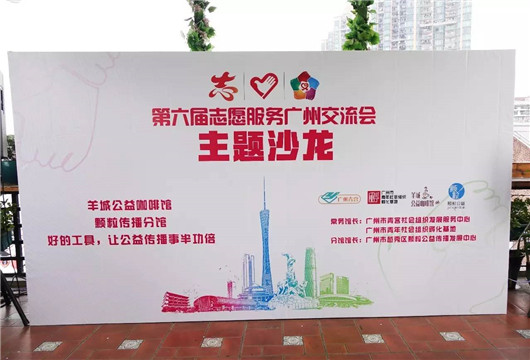 第六届志愿服务广州交流会
主题沙龙
羊城公益咖啡馆
颗粒传播分馆
好的工具，让公益传播事半功倍
常务馆长：广州市青宫社会组织发展服务中心
广州市青年社会组织孵化基地
分馆馆长：广州市越秀区颗粒公益传播发展中心